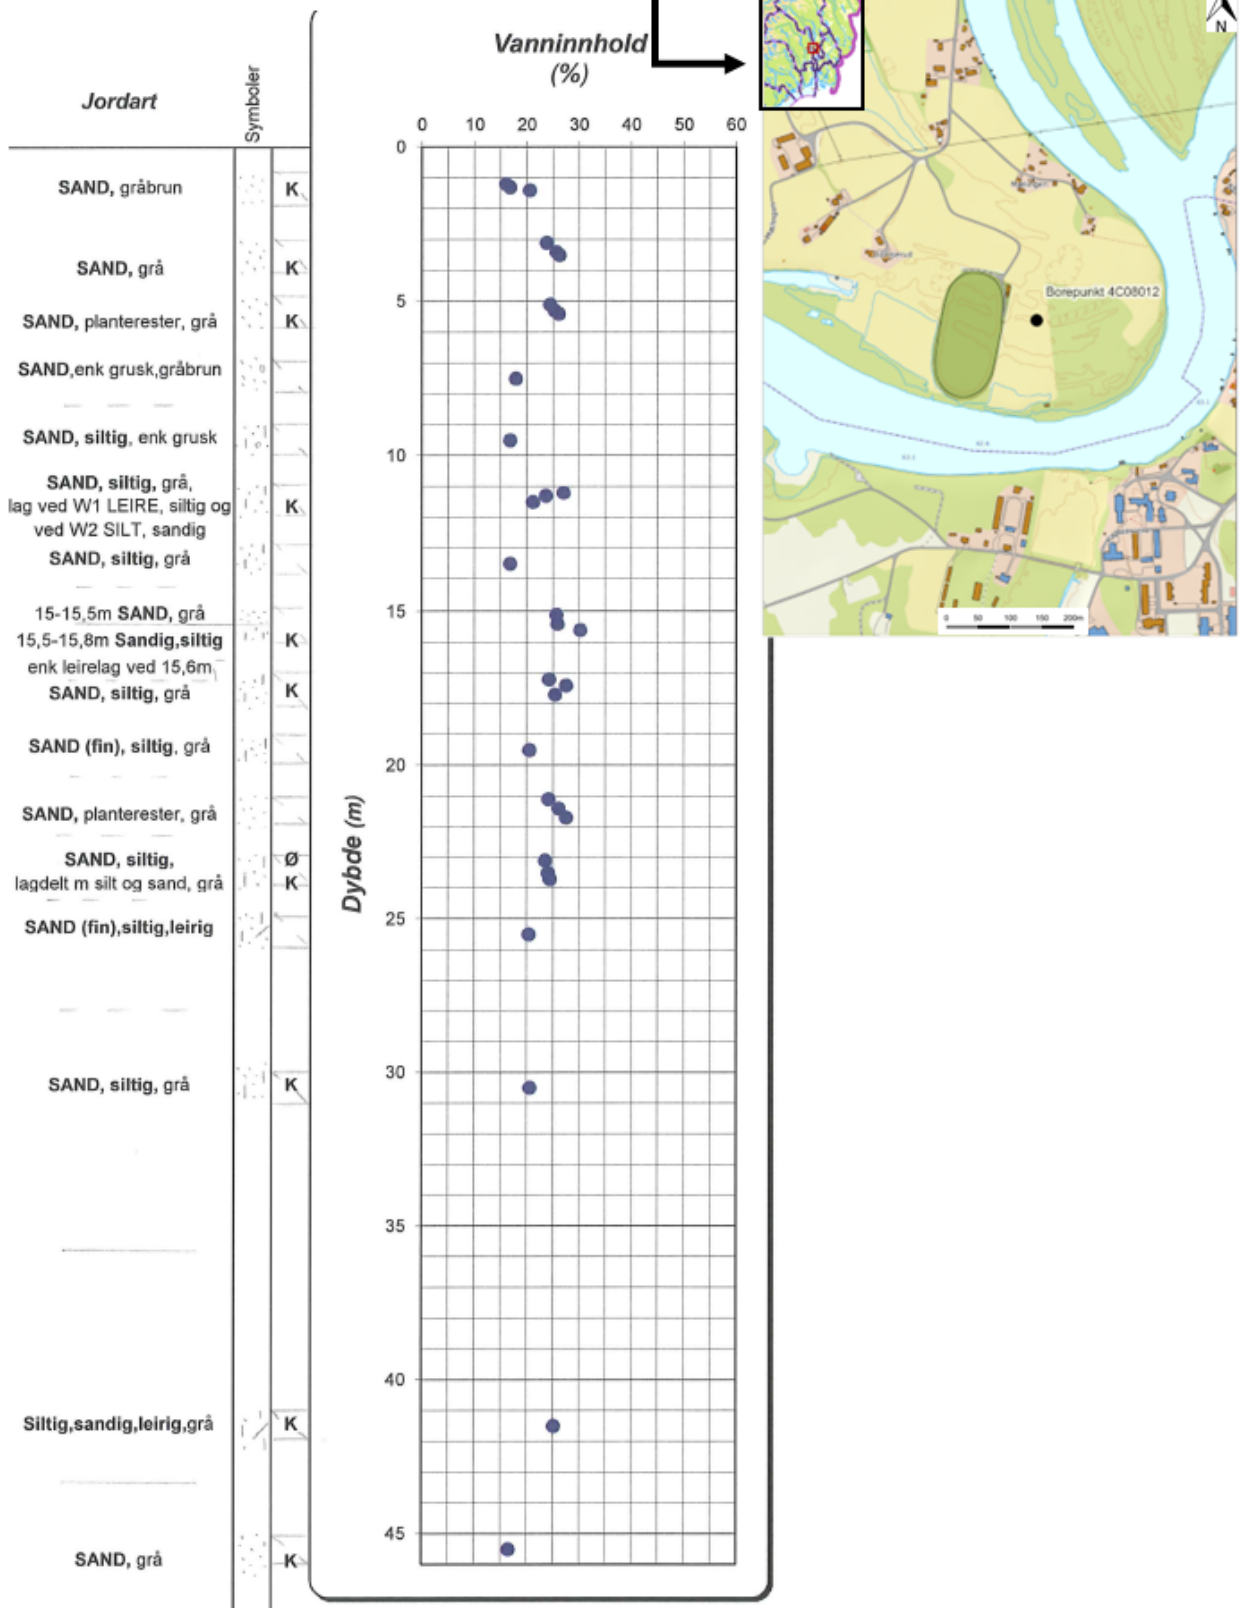 Jordart
Symboler
SAND, gråbrun
K
SAND, grå
K
SAND, planterester, grå
K
SAND,enk grusk,gråbrun
SAND, siltig, enk grusk
SAND, siltig, grå,
lag ved W1 LEIRE, siltig og
ved W2 SILT, sandig
K
SAND, siltig, grå
15-15,5m SAND, grå
15,5-15,8m Sandig,siltig
K
enk leirelag ved 15,6m
SAND, siltig, grå
K
SAND (fin), siltig, grå
SAND, planterester, grå
SAND, siltig,
Ø
lagdelt m silt og sand, grå
K
SAND (fin),siltig,leirig
SAND, siltig, grå
K
Siltig,sandig,leirig,grå
K
SAND, grå
K
Vanninnhold
(%)
0 10 20 30 40 50 60
0
5
10
15
20
25
30
35
40
45
Dybde (m)
N
Borepunkt 4C08012
0 50 100 150 200m